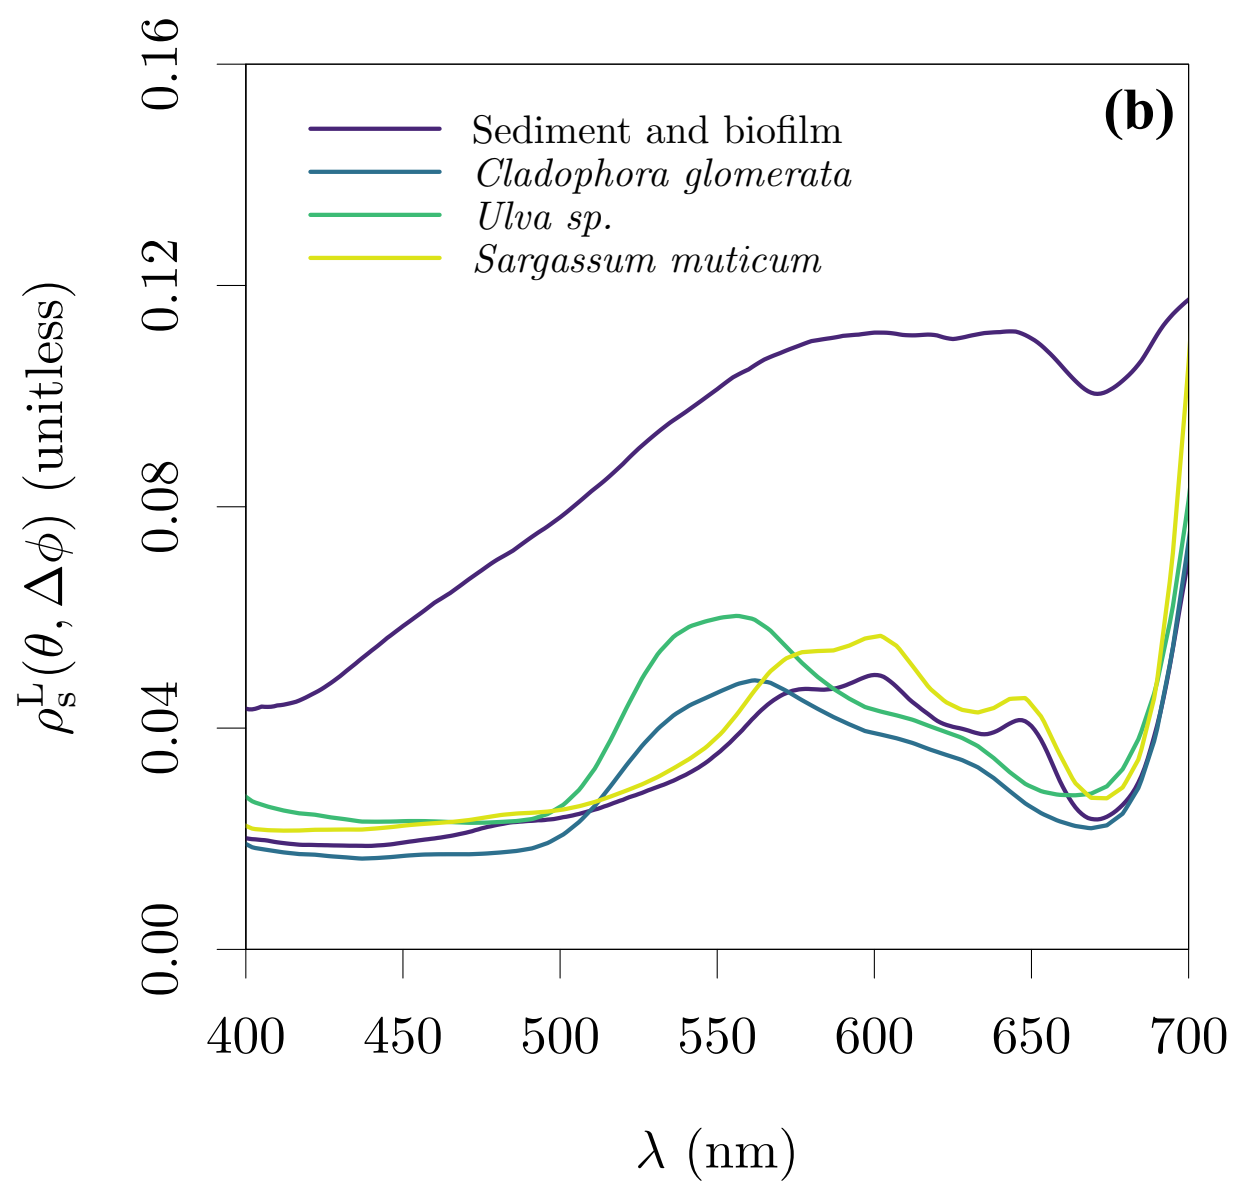 (b)
Sediment and biofilm
Cladophora glomerata
Ulva sp.
Sargassum muticum
0.16
0.12
0.08
0.04
0.00
ρₛᴸ(θ, Δϕ) (unitless)
400 450 500 550 600 650 700
λ (nm)